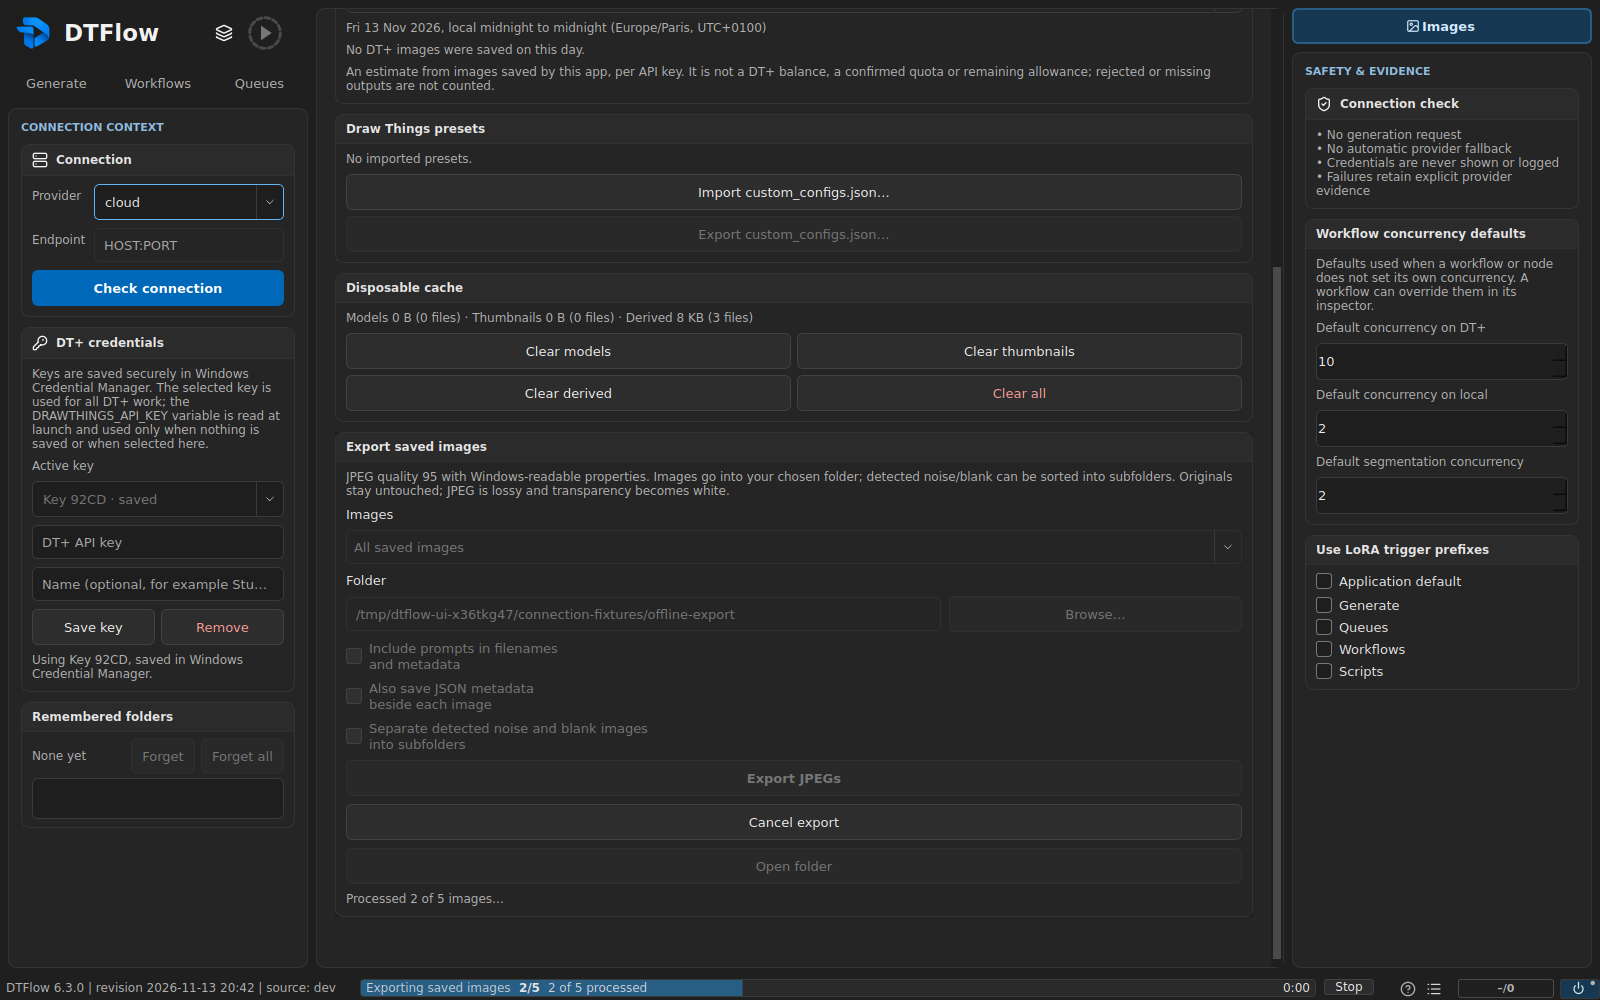 DTFlow
Generate
Workflows
Queues
CONNECTION CONTEXT
Connection
Provider
cloud
Endpoint
HOST:PORT
Check connection
DT+ credentials
Keys are saved securely in Windows
Credential Manager. The selected key is
used for all DT+ work; the
DRAWTHINGS_API_KEY variable is read at
launch and used only when nothing is
saved or when selected here.
Active key
Key 92CD · saved
DT+ API key
Name (optional, for example Stu…
Save key
Remove
Using Key 92CD, saved in Windows
Credential Manager.
Remembered folders
None yet
Forget
Forget all
Fri 13 Nov 2026, local midnight to midnight (Europe/Paris, UTC+0100)
No DT+ images were saved on this day.
An estimate from images saved by this app, per API key. It is not a DT+ balance, a confirmed quota or remaining allowance; rejected or missing
outputs are not counted.
Draw Things presets
No imported presets.
Import custom_configs.json…
Export custom_configs.json…
Disposable cache
Models 0 B (0 files) · Thumbnails 0 B (0 files) · Derived 8 KB (3 files)
Clear models
Clear thumbnails
Clear derived
Clear all
Export saved images
JPEG quality 95 with Windows-readable properties. Images go into your chosen folder; detected noise/blank can be sorted into subfolders. Originals
stay untouched; JPEG is lossy and transparency becomes white.
Images
All saved images
Folder
/tmp/dtflow-ui-x36tkg47/connection-fixtures/offline-export
Browse…
Include prompts in filenames
and metadata
Also save JSON metadata
beside each image
Separate detected noise and blank images
into subfolders
Export JPEGs
Cancel export
Open folder
Processed 2 of 5 images…
Images
SAFETY & EVIDENCE
Connection check
• No generation request
• No automatic provider fallback
• Credentials are never shown or logged
• Failures retain explicit provider
evidence
Workflow concurrency defaults
Defaults used when a workflow or node
does not set its own concurrency. A
workflow can override them in its
inspector.
Default concurrency on DT+
10
Default concurrency on local
2
Default segmentation concurrency
2
Use LoRA trigger prefixes
Application default
Generate
Queues
Workflows
Scripts
DTFlow 6.3.0 | revision 2026-11-13 20:42 | source: dev
Exporting saved images 2/5 2 of 5 processed
0:00
Stop
–/0